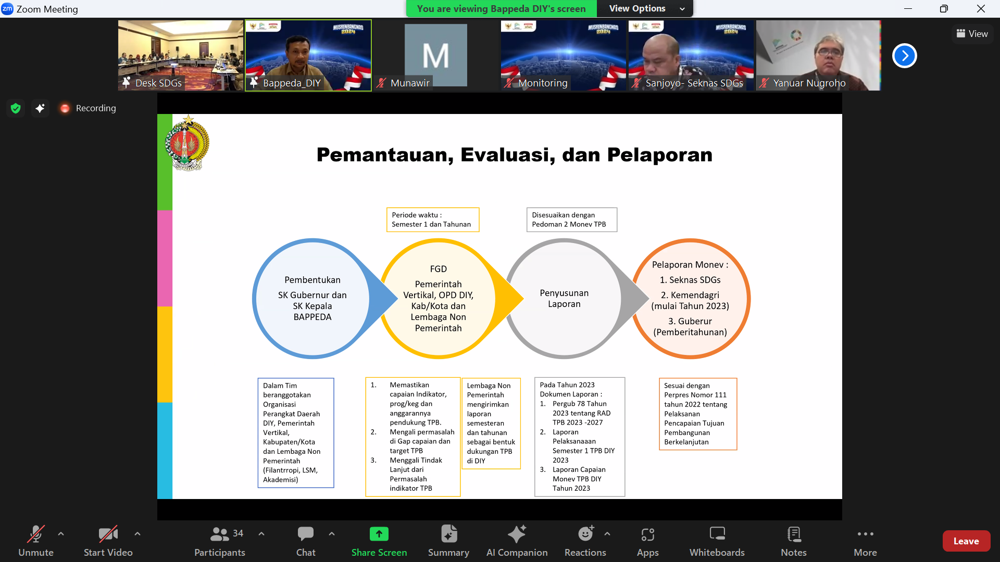 zm Zoom Meeting
You are viewing Bappeda DIY's screen
View Options
MUSRENBANGNAS
2024
MUSRENBANGNAS
2024
MUSRENBANGNAS
2024
M
Desk SDGs
Bappeda_DIY
Munawir
Monitoring
Sanjoyo- Seknas SDGs
Yanuar Nugroho
View
Recording
Pemantauan, Evaluasi, dan Pelaporan
Periode waktu :
Semester 1 dan Tahunan
Disesuaikan dengan
Pedoman 2 Monev TPB
Pembentukan
SK Gubernur dan
SK Kepala
BAPPEDA
FGD
Pemerintah
Vertikal, OPD DIY,
Kab/Kota dan
Lembaga Non
Pemerintah
Penyusunan
Laporan
Pelaporan Monev :
1. Seknas SDGs
2. Kemendagri
(mulai Tahun 2023)
3. Guberur
(Pemberitahunan)
Dalam Tim
beranggotakan
Organisasi
Perangkat Daerah
DIY, Pemerintah
Vertikal,
Kabupaten/Kota
dan Lembaga Non
Pemerintah
(Filantrropi, LSM,
Akademisi)
1. Memastikan
capaian Indikator,
prog/keg dan
anggarannya
pendukung TPB.
2. Mengali permasalah
di Gap capaian dan
target TPB
3. Menggali Tindak
Lanjut dari
Permasalah
indikator TPB
Lembaga Non
Pemerintah
mengirimkan
laporan
semesteran
dan tahunan
sebagai bentuk
dukungan TPB
di DIY
Pada Tahun 2023
Dokumen Laporan :
1. Pergub 78 Tahun
2023 tentang RAD
TPB 2023 -2027
2. Laporan
Pelaksanaaan
Semester 1 TPB DIY
2023
3. Laporan Capaian
Monev TPB DIY
Tahun 2023
Sesuai dengan
Perpres Nomor 111
tahun 2022 tentang
Pelaksanan
Pencapaian Tujuan
Pembangunan
Berkelanjutan
Unmute
Start Video
34
Participants
Chat
Share Screen
Summary
AI Companion
Reactions
Apps
Whiteboards
Notes
More
Leave